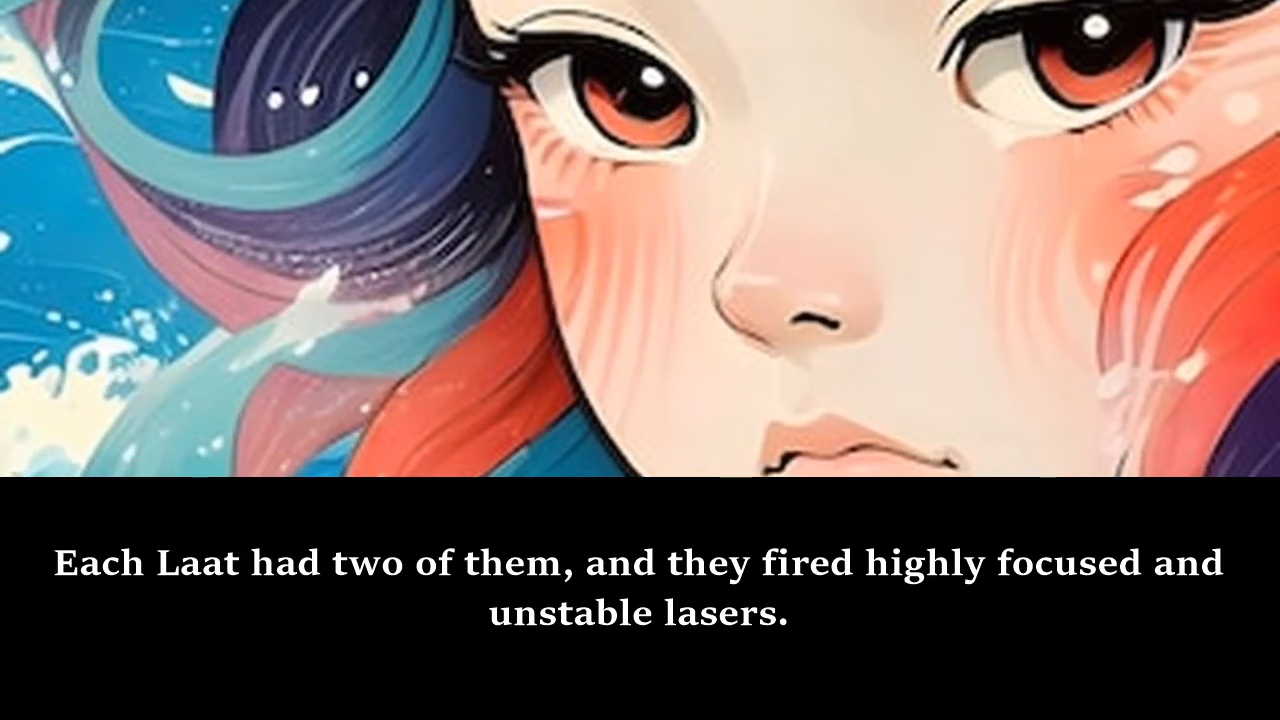 Each Laat had two of them, and they fired highly focused and
unstable lasers.